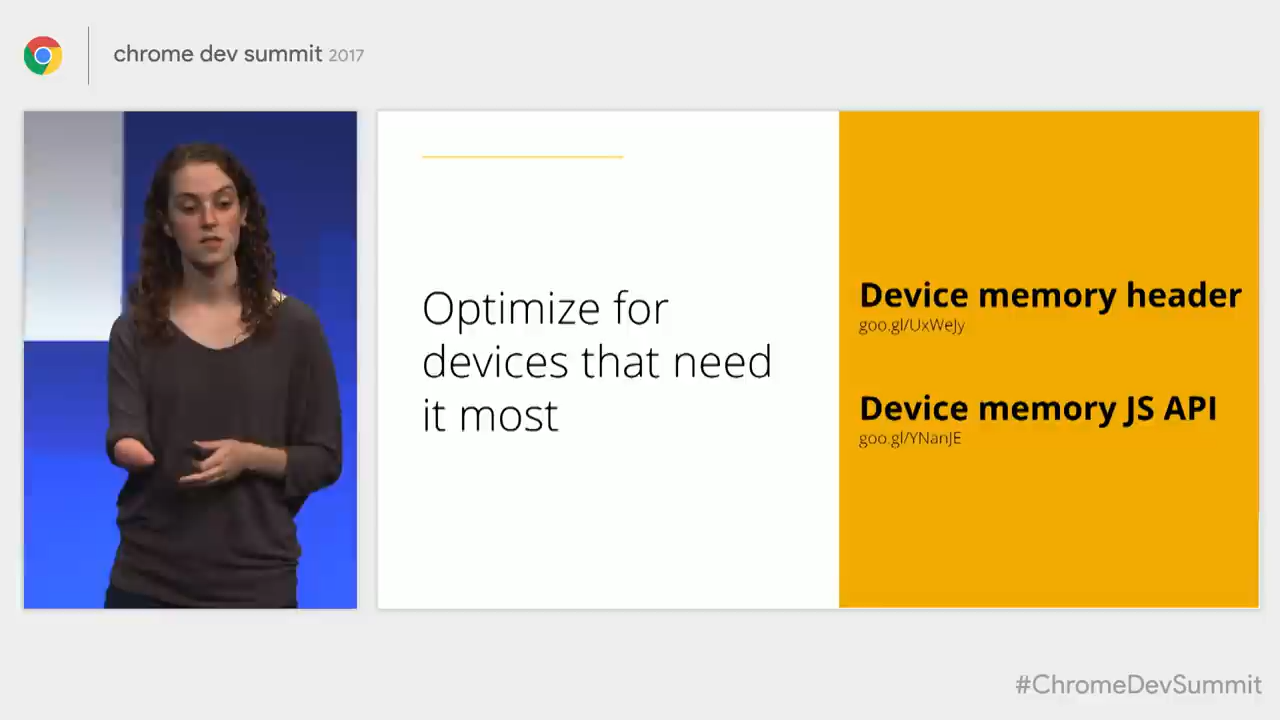 chrome dev summit 2017
Optimize for
devices that need
it most
Device memory header
goo.gl/UxWeJy
Device memory JS API
goo.gl/YNanJE
#ChromeDevSummit